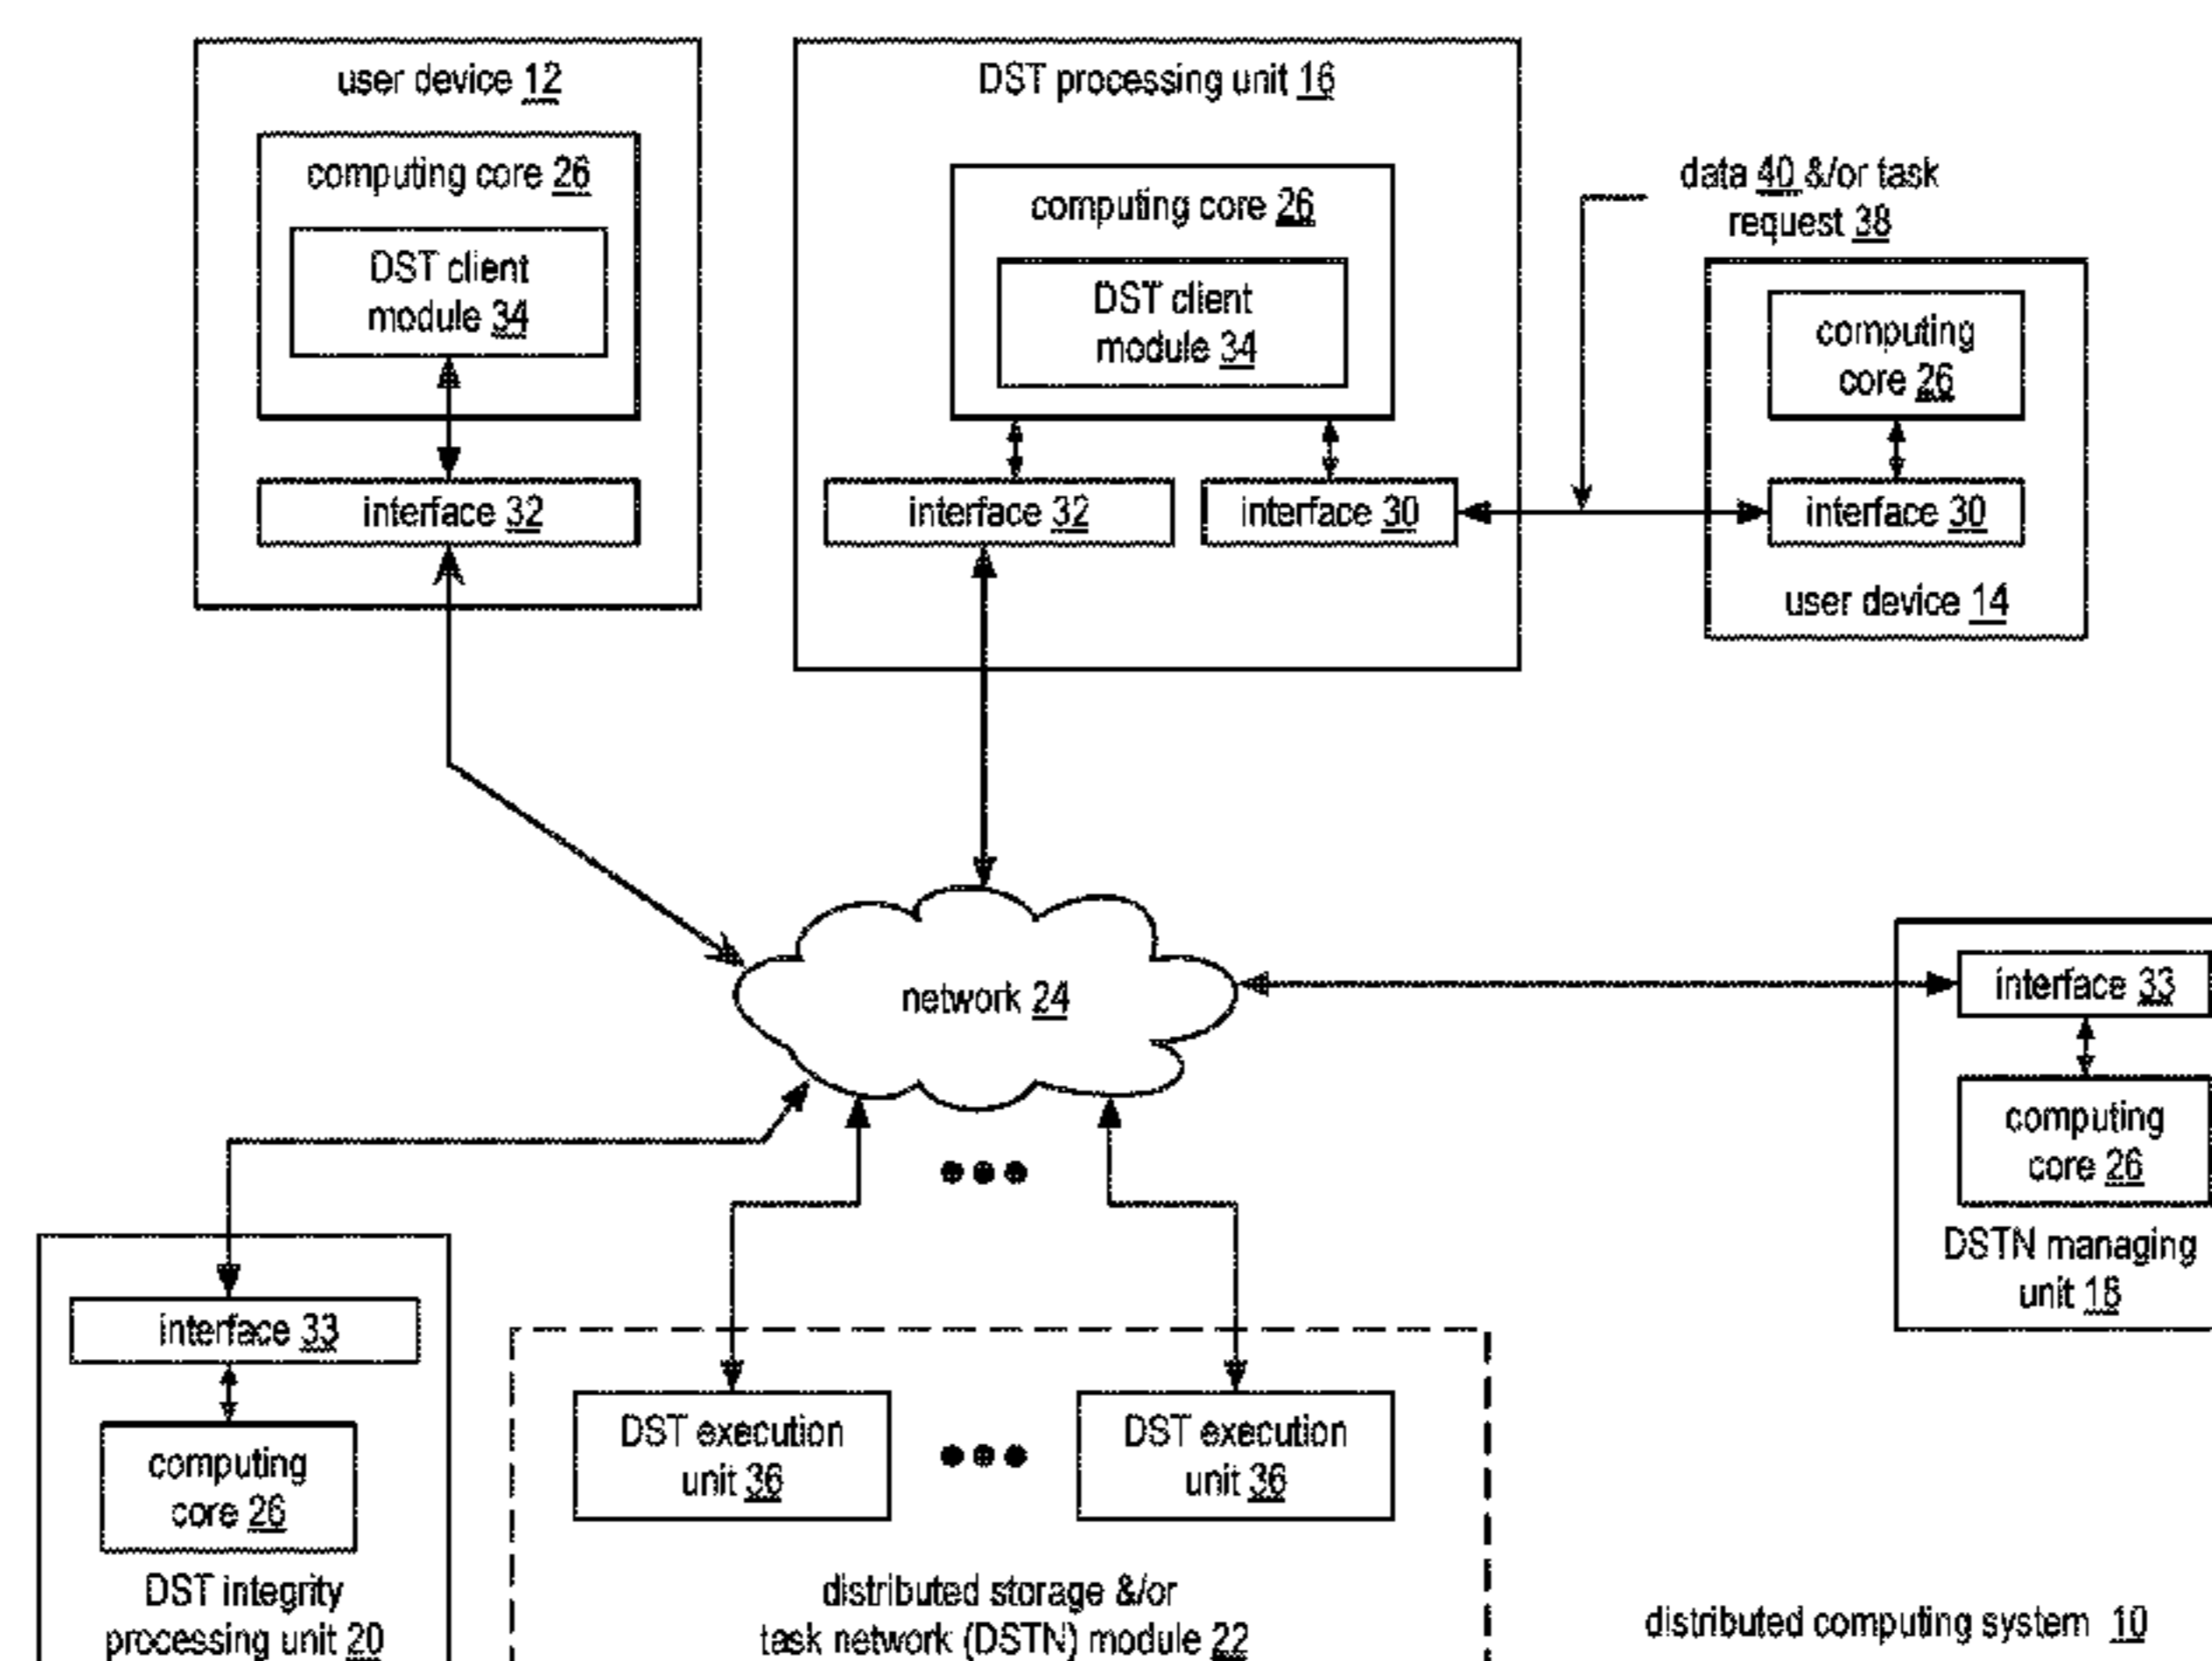 user device 12
computing core 26
DST client
module 34
interface 32
DST processing unit 16
computing core 26
DST client
module 34
interface 32
interface 30
data 40 &/or task
request 38
computing
core 26
interface 30
user device 14
network 24
interface 33
computing
core 26
DSTN managing
unit 18
interface 33
computing
core 26
DST integrity
processing unit 20
DST execution
unit 36
DST execution
unit 36
distributed storage &/or
task network (DSTN) module 22
distributed computing system 10